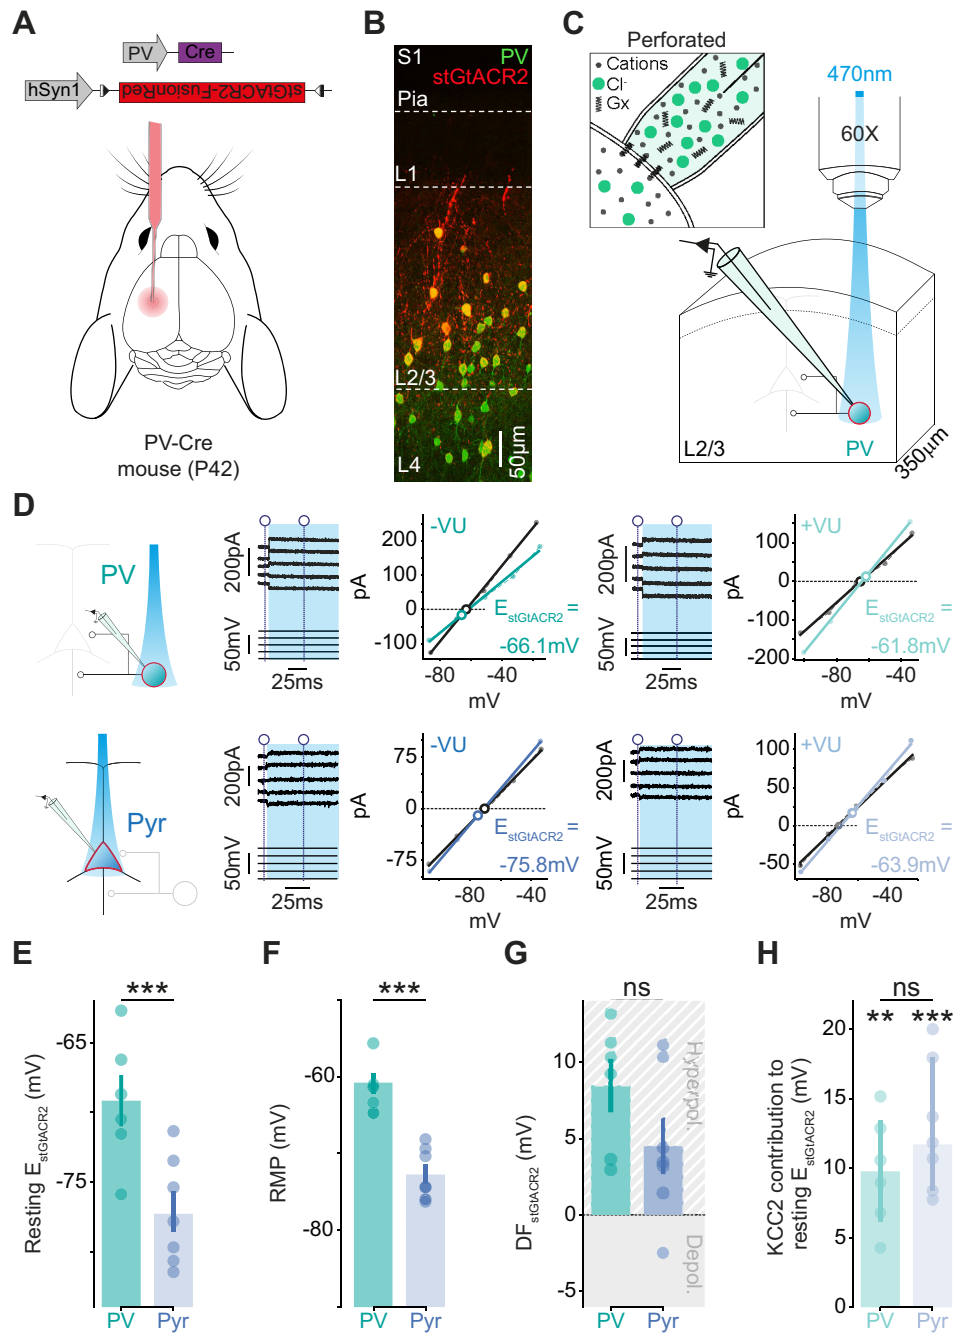 A
PV
Cre
hSyn1
stGtACR2-FusionRed
PV-Cre
mouse (P42)
B
S1
PV
stGtACR2
Pia
L1
L2/3
L4
50µm
C
Perforated
Cations
Cl-
Gx
470nm
60X
L2/3
PV
350µm
D
PV
200pA
50mV
25ms
-VU
200
100
0
-100
pA
-80
-40
mV
EstGtACR2 =
-66.1mV
200pA
50mV
25ms
+VU
100
0
-100
-200
pA
-80
-40
mV
EstGtACR2 =
-61.8mV
Pyr
200pA
50mV
25ms
-VU
75
0
-75
pA
-80
-40
mV
EstGtACR2 =
-75.8mV
200pA
50mV
25ms
+VU
100
50
0
-50
pA
-80
-40
mV
EstGtACR2 =
-63.9mV
E
***
Resting EstGtACR2 (mV)
-65
-75
PV
Pyr
F
***
RMP (mV)
-60
-80
PV
Pyr
G
ns
DFstGtACR2 (mV)
10
5
0
-5
Hyperpol.
Depol.
PV
Pyr
H
ns
**
***
KCC2 contribution to
resting EstGtACR2 (mV)
20
15
10
5
0
PV
Pyr